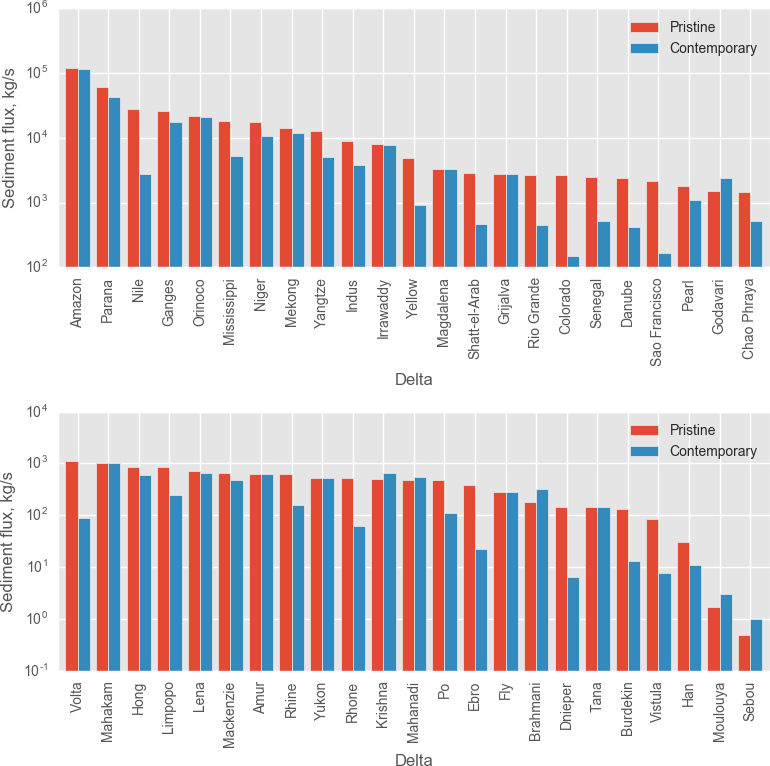 10^6
10^5
10^4
10^3
10^2
Sediment flux, kg/s
Pristine
Contemporary
Amazon
Parana
Nile
Ganges
Orinoco
Mississippi
Niger
Mekong
Yangtze
Indus
Irrawaddy
Yellow
Magdalena
Shatt-el-Arab
Grijalva
Rio Grande
Colorado
Senegal
Danube
Sao Francisco
Pearl
Godavari
Chao Phraya
Delta
10^4
10^3
10^2
10^1
10^0
10^-1
Sediment flux, kg/s
Pristine
Contemporary
Volta
Mahakam
Hong
Limpopo
Lena
Mackenzie
Amur
Rhine
Yukon
Rhone
Krishna
Mahanadi
Po
Ebro
Fly
Brahmani
Dnieper
Tana
Burdekin
Vistula
Han
Moulouya
Sebou
Delta